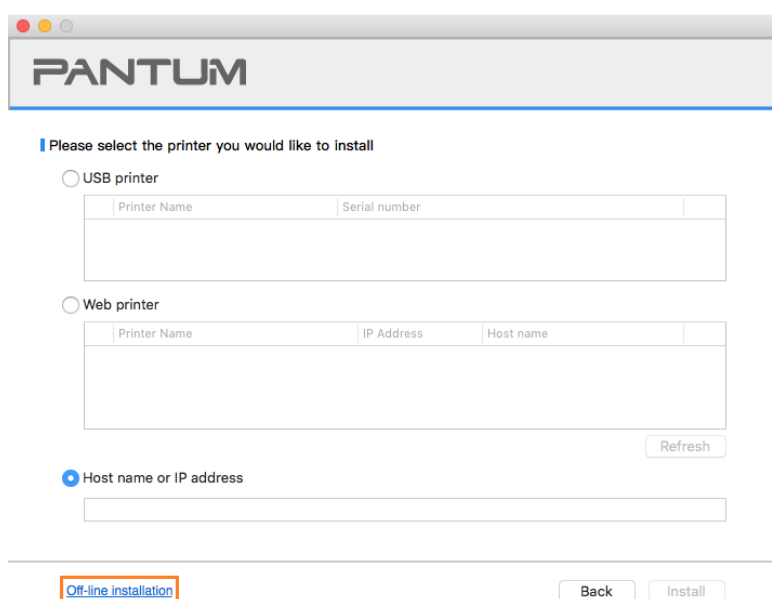 PANTUM
Please select the printer you would like to install
USB printer
Printer Name Serial number
Web printer
Printer Name IP Address Host name
Refresh
Host name or IP address
Off-line installation Back Install